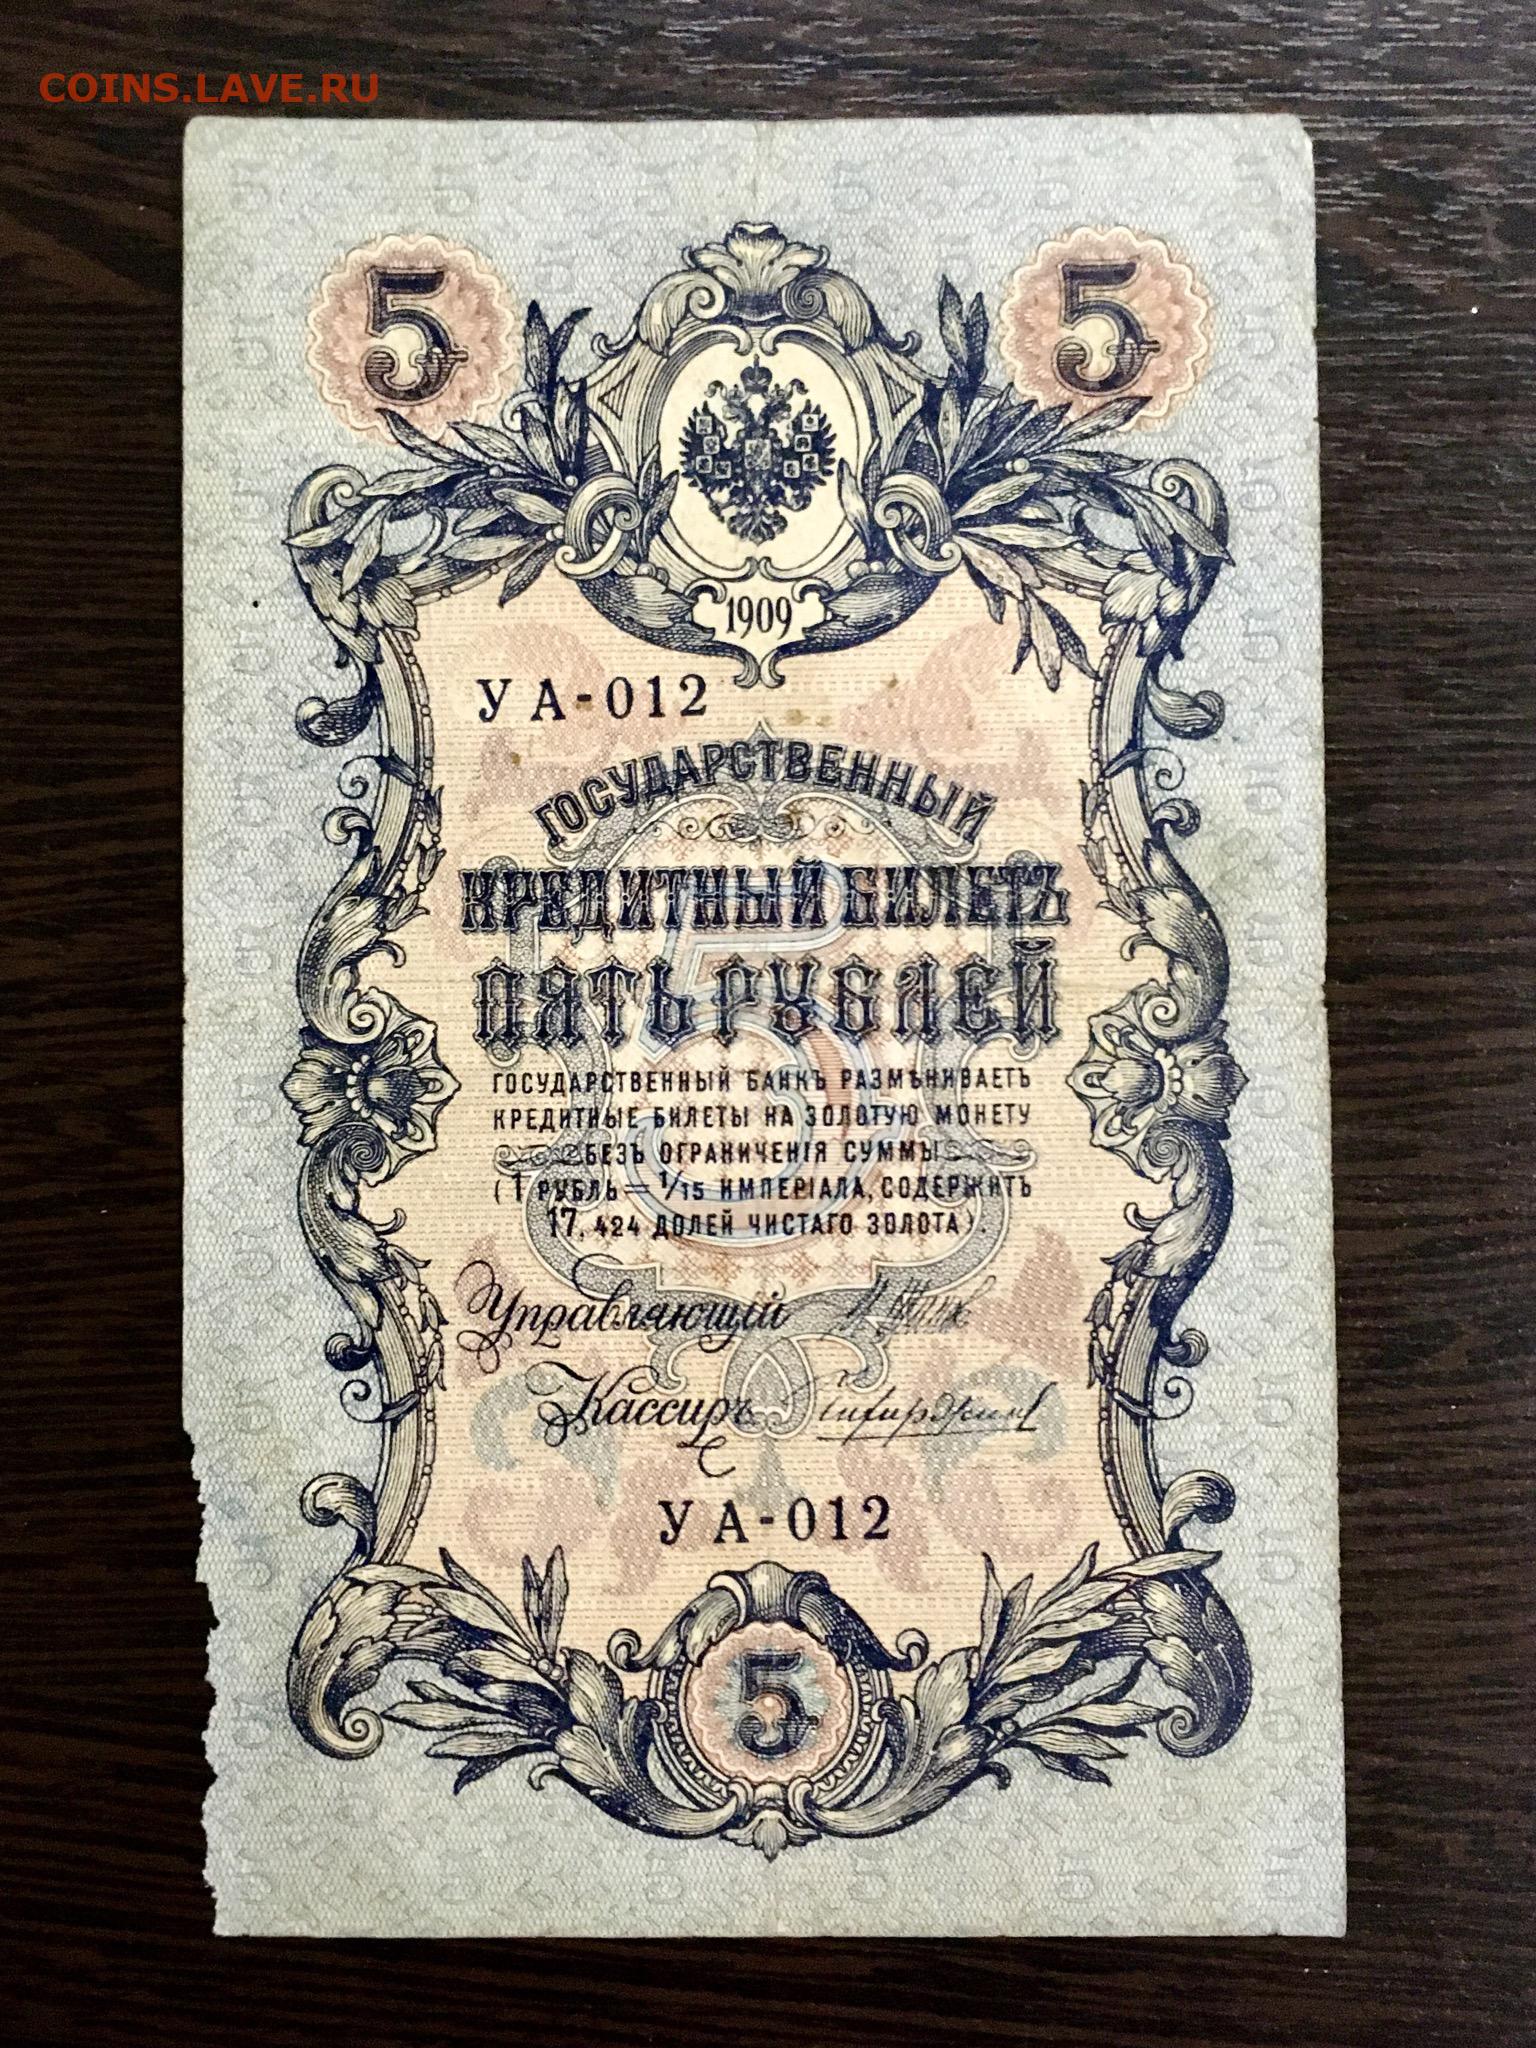 COINS.LAVE.RU
5 5
1909
УА-012
ГОСУДАРСТВЕННЫЙ
КРЕДИТНЫЙ БИЛЕТЪ
ПЯТЬ РУБЛЕЙ
ГОСУДАРСТВЕННЫЙ БАНКЪ РАЗМѢНИВАЕТЪ
КРЕДИТНЫЕ БИЛЕТЫ НА ЗОЛОТУЮ МОНЕТУ
БЕЗЪ ОГРАНИЧЕНІЯ СУММЫ
(1 РУБЛЬ = 1/15 ИМПЕРІАЛА, СОДЕРЖИТЪ
17,424 ДОЛЕЙ ЧИСТАГО ЗОЛОТА).
Управляющій
Кассиръ
УА-012
5